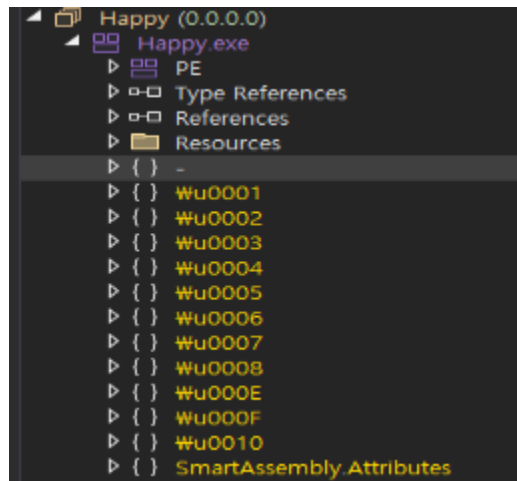 Happy (0.0.0.0)
Happy.exe
PE
Type References
References
Resources
{ } -
{ } ₩u0001
{ } ₩u0002
{ } ₩u0003
{ } ₩u0004
{ } ₩u0005
{ } ₩u0006
{ } ₩u0007
{ } ₩u0008
{ } ₩u000E
{ } ₩u000F
{ } ₩u0010
{ } SmartAssembly.Attributes